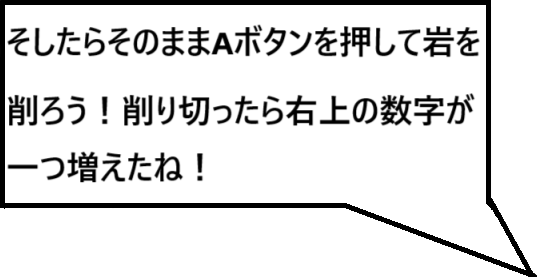 そしたらそのままAボタンを押して岩を
削ろう！削り切ったら右上の数字が
一つ増えたね！